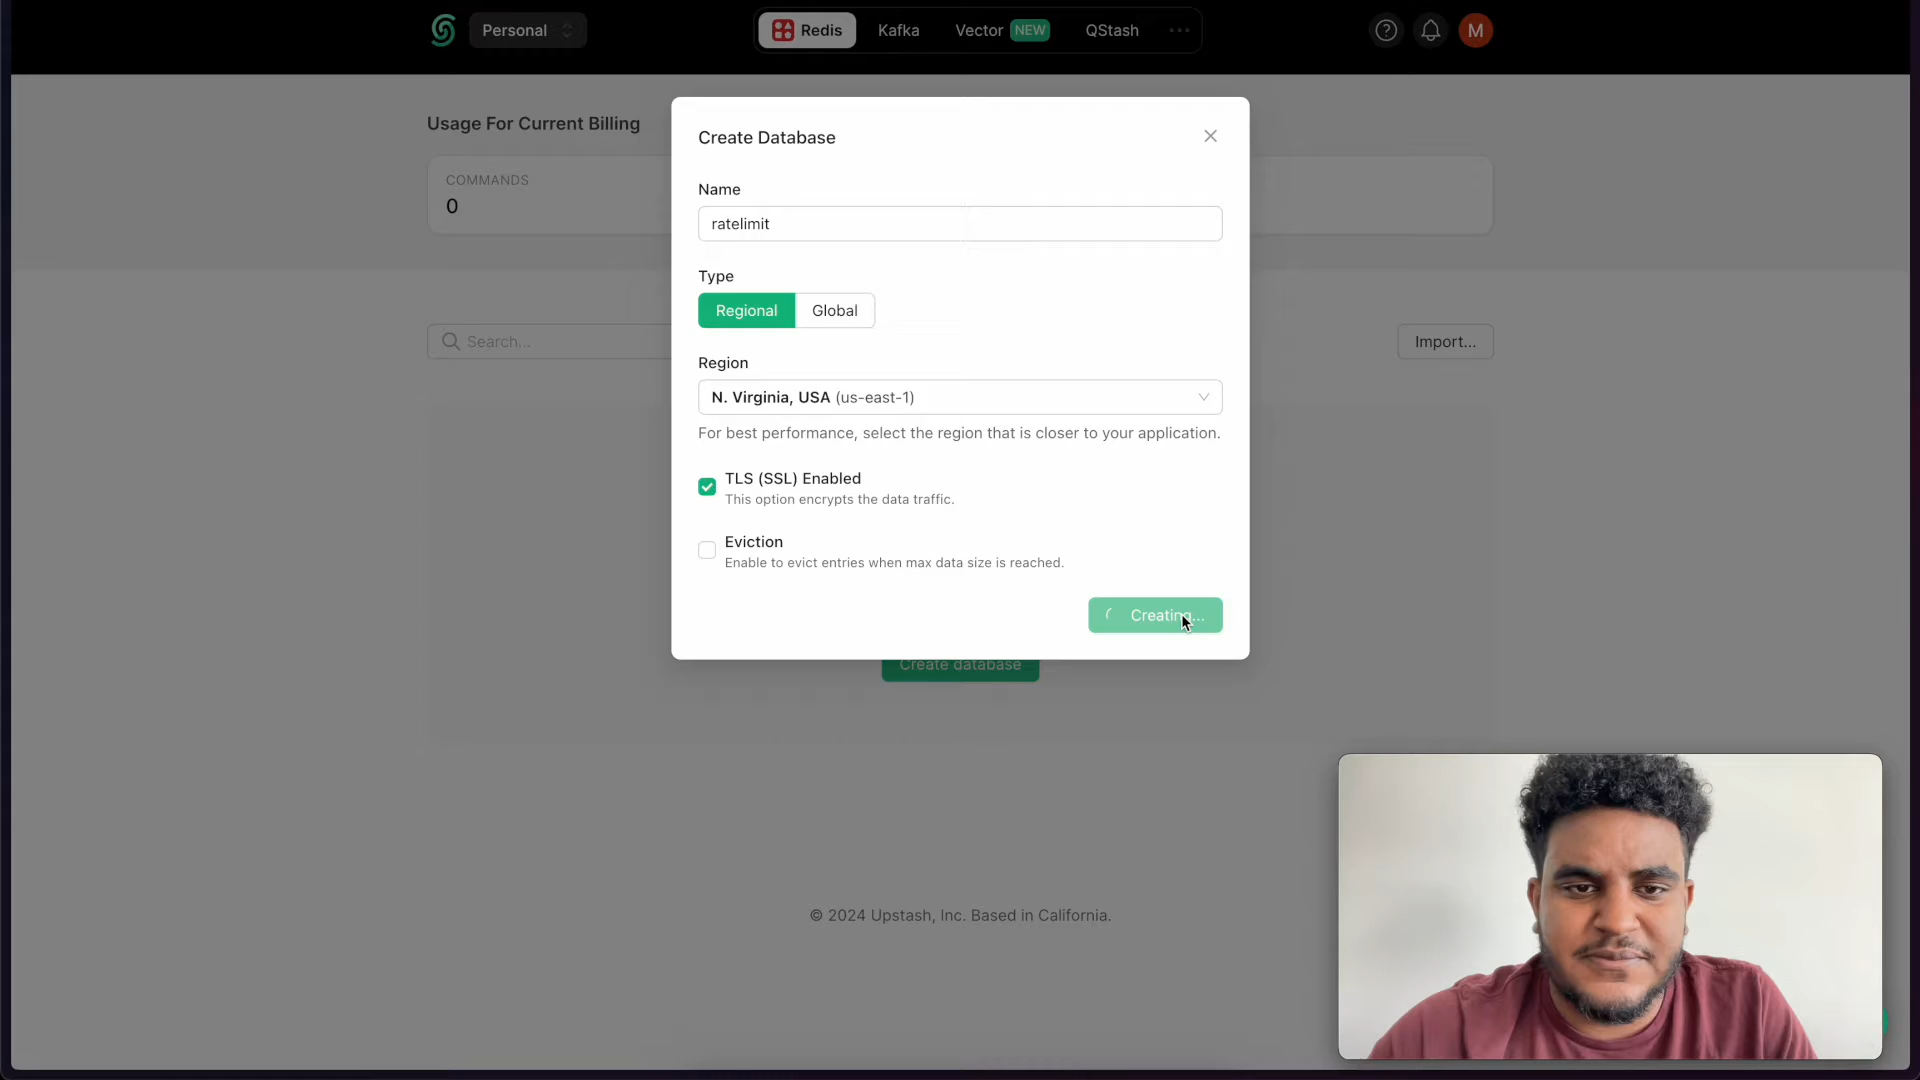 Personal
Redis
Kafka
Vector NEW
QStash
M
Usage For Current Billing
COMMANDS
0
Create Database
Name
ratelimit
Type
Regional
Global
Search...
Import...
Region
N. Virginia, USA (us-east-1)
For best performance, select the region that is closer to your application.
TLS (SSL) Enabled
This option encrypts the data traffic.
Eviction
Enable to evict entries when max data size is reached.
Creating...
Create database
© 2024 Upstash, Inc. Based in California.